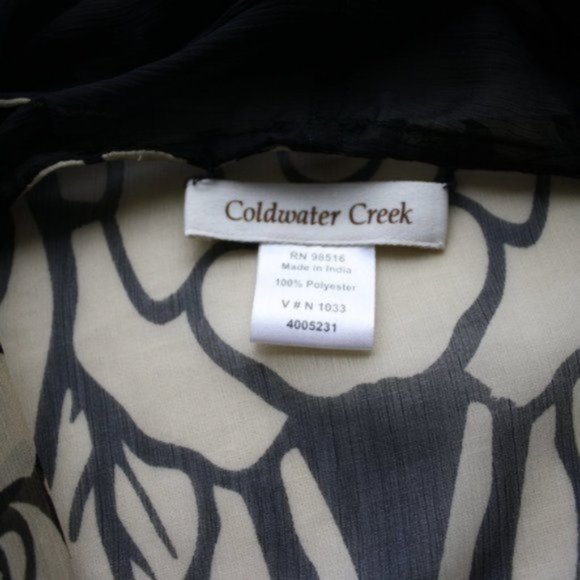 Coldwater Creek
RN 98516
Made in India
100% Polyester
V # N 1033
4005231